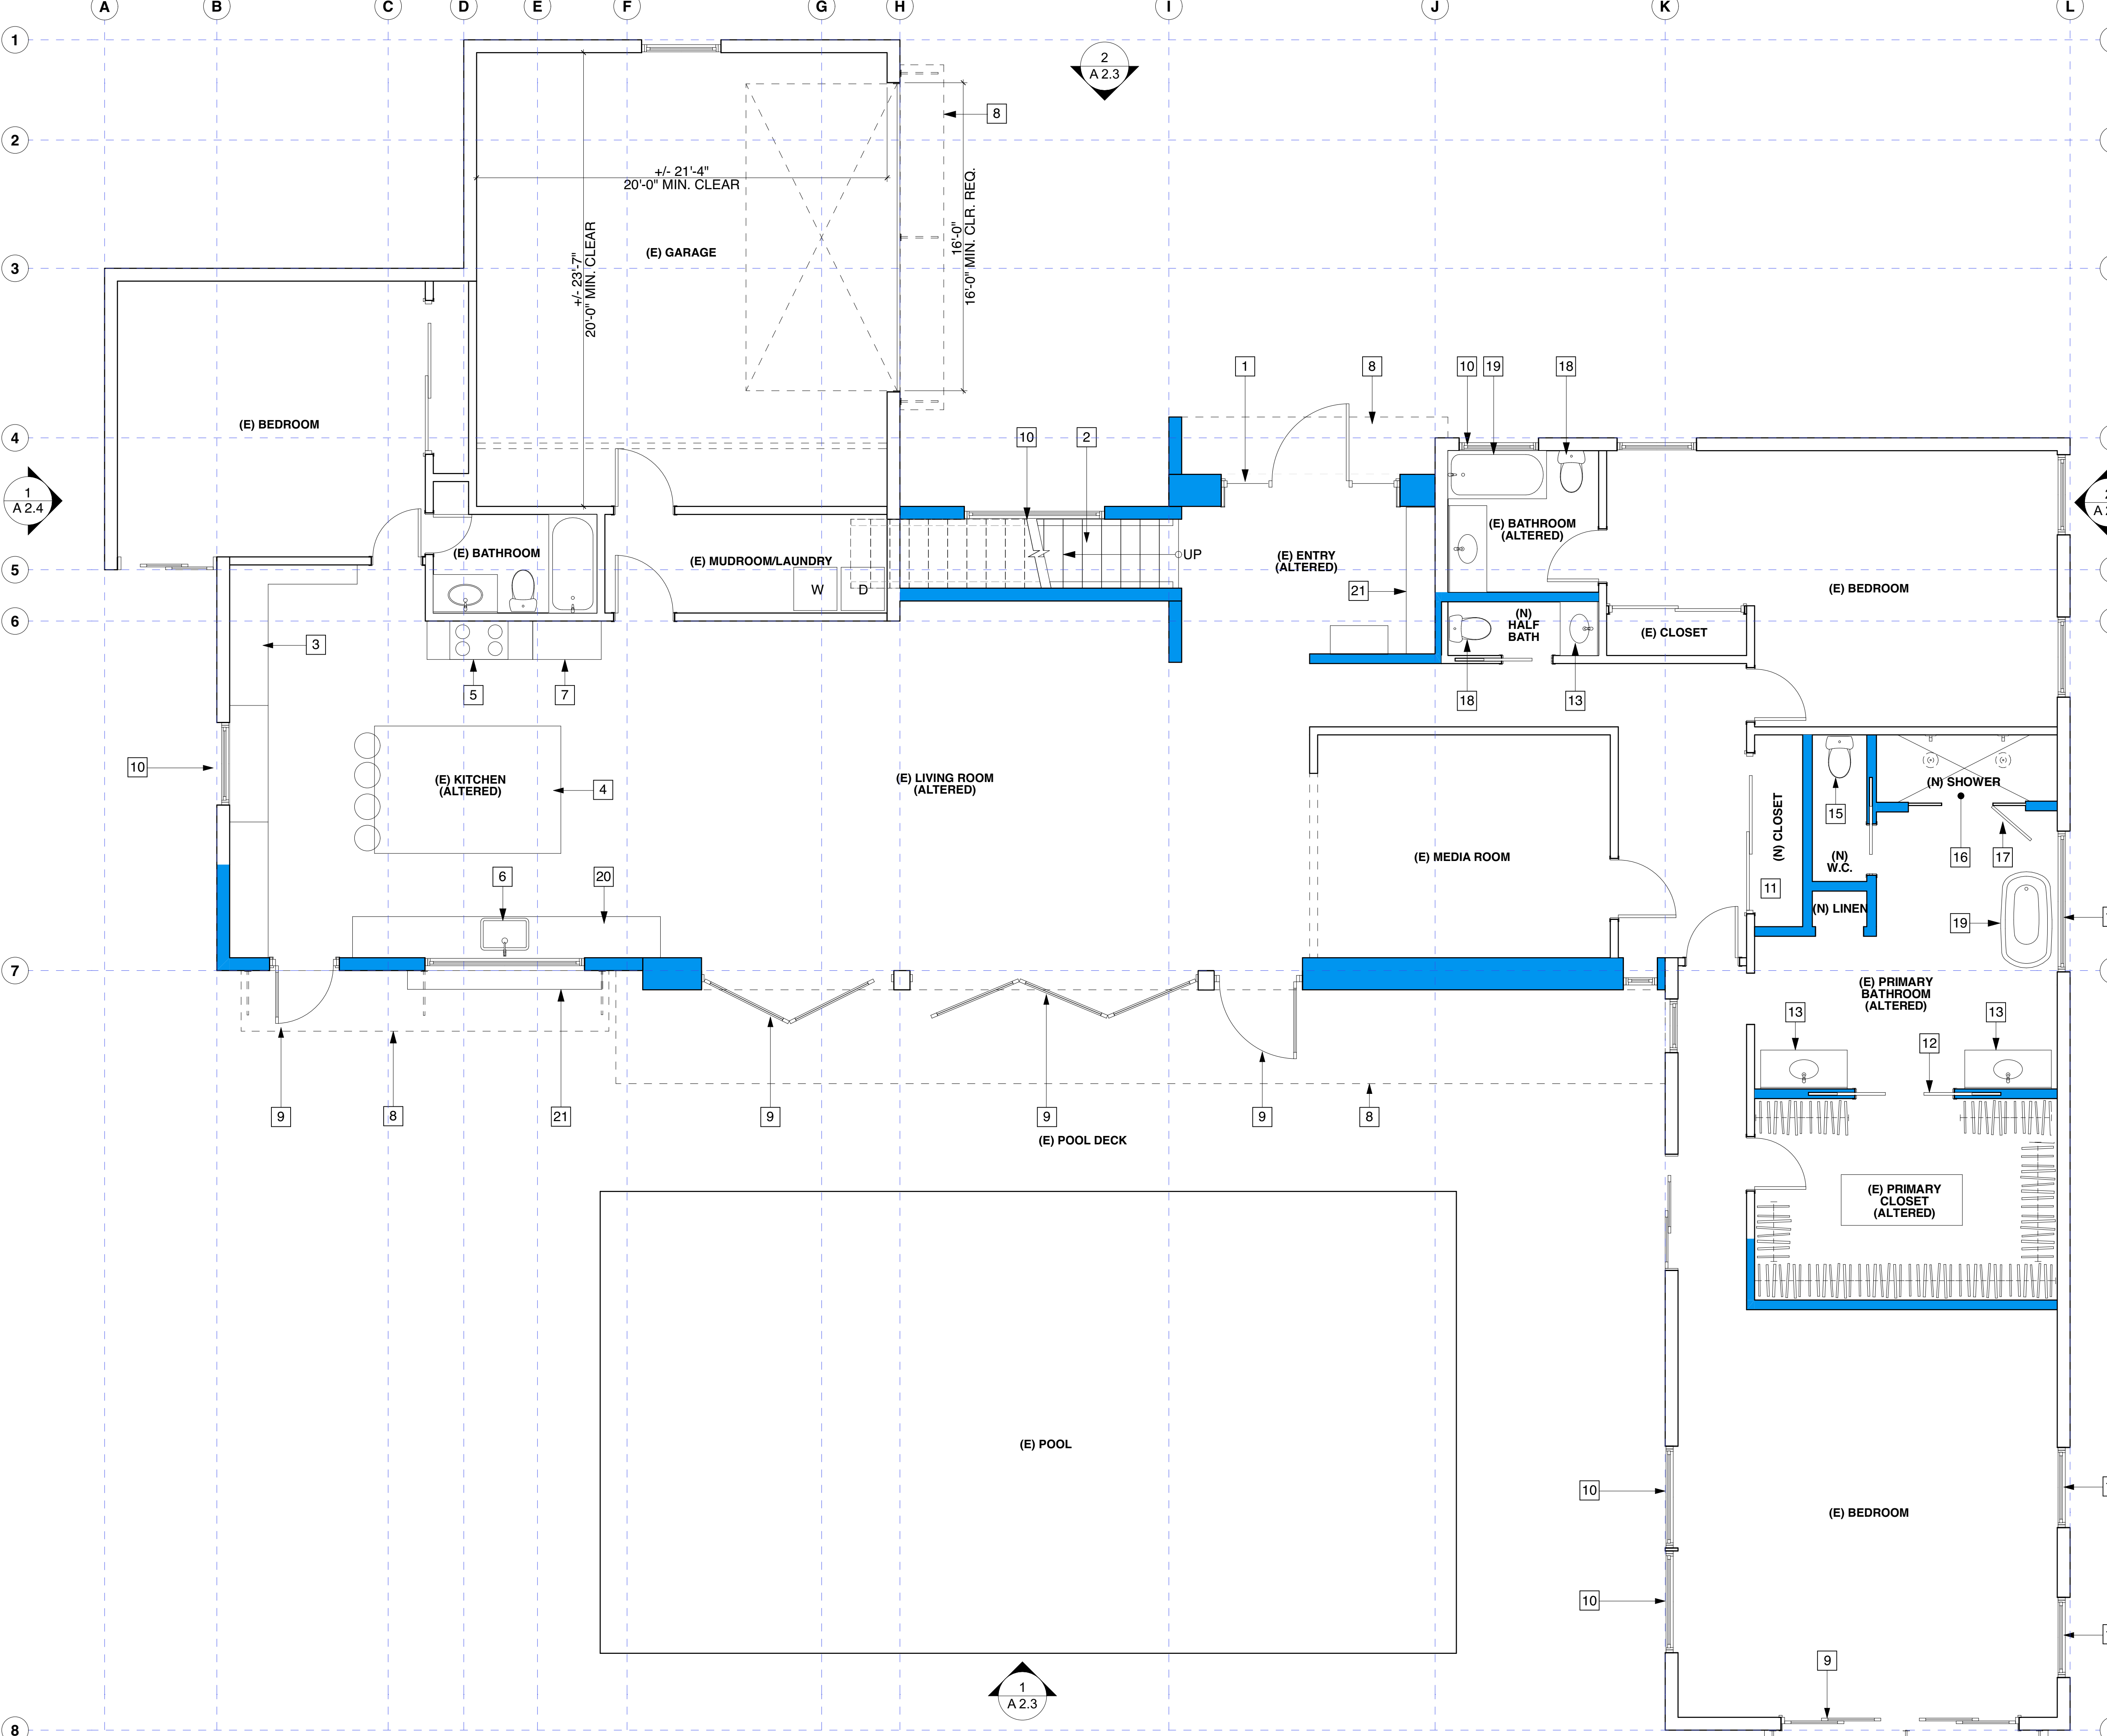 A B C D E F G H I J K L
1
2
A 2.3
8
2
+/- 21'-4"
20'-0" MIN. CLEAR
16'-0"
16'-0" MIN. CLR. REQ.
(E) GARAGE
3
+/- 23'-7"
20'-0" MIN. CLEAR
1
8
10
19
18
(E) BEDROOM
4
10
2
1
A 2.4
(E) BATHROOM
(ALTERED)
(E) BATHROOM
(E) MUDROOM/LAUNDRY
UP
(E) ENTRY
(ALTERED)
5
W
D
21
(E) BEDROOM
6
(N)
HALF
BATH
(E) CLOSET
3
5
7
18
13
10
(E) KITCHEN
(ALTERED)
4
(E) LIVING ROOM
(ALTERED)
(N) SHOWER
(N) CLOSET
15
(E) MEDIA ROOM
(N)
W.C.
16
17
6
20
11
(N) LINEN
19
7
(E) PRIMARY
BATHROOM
(ALTERED)
13
13
12
9
8
21
9
9
9
8
(E) POOL DECK
(E) PRIMARY
CLOSET
(ALTERED)
(E) POOL
10
(E) BEDROOM
10
9
1
A 2.3
8